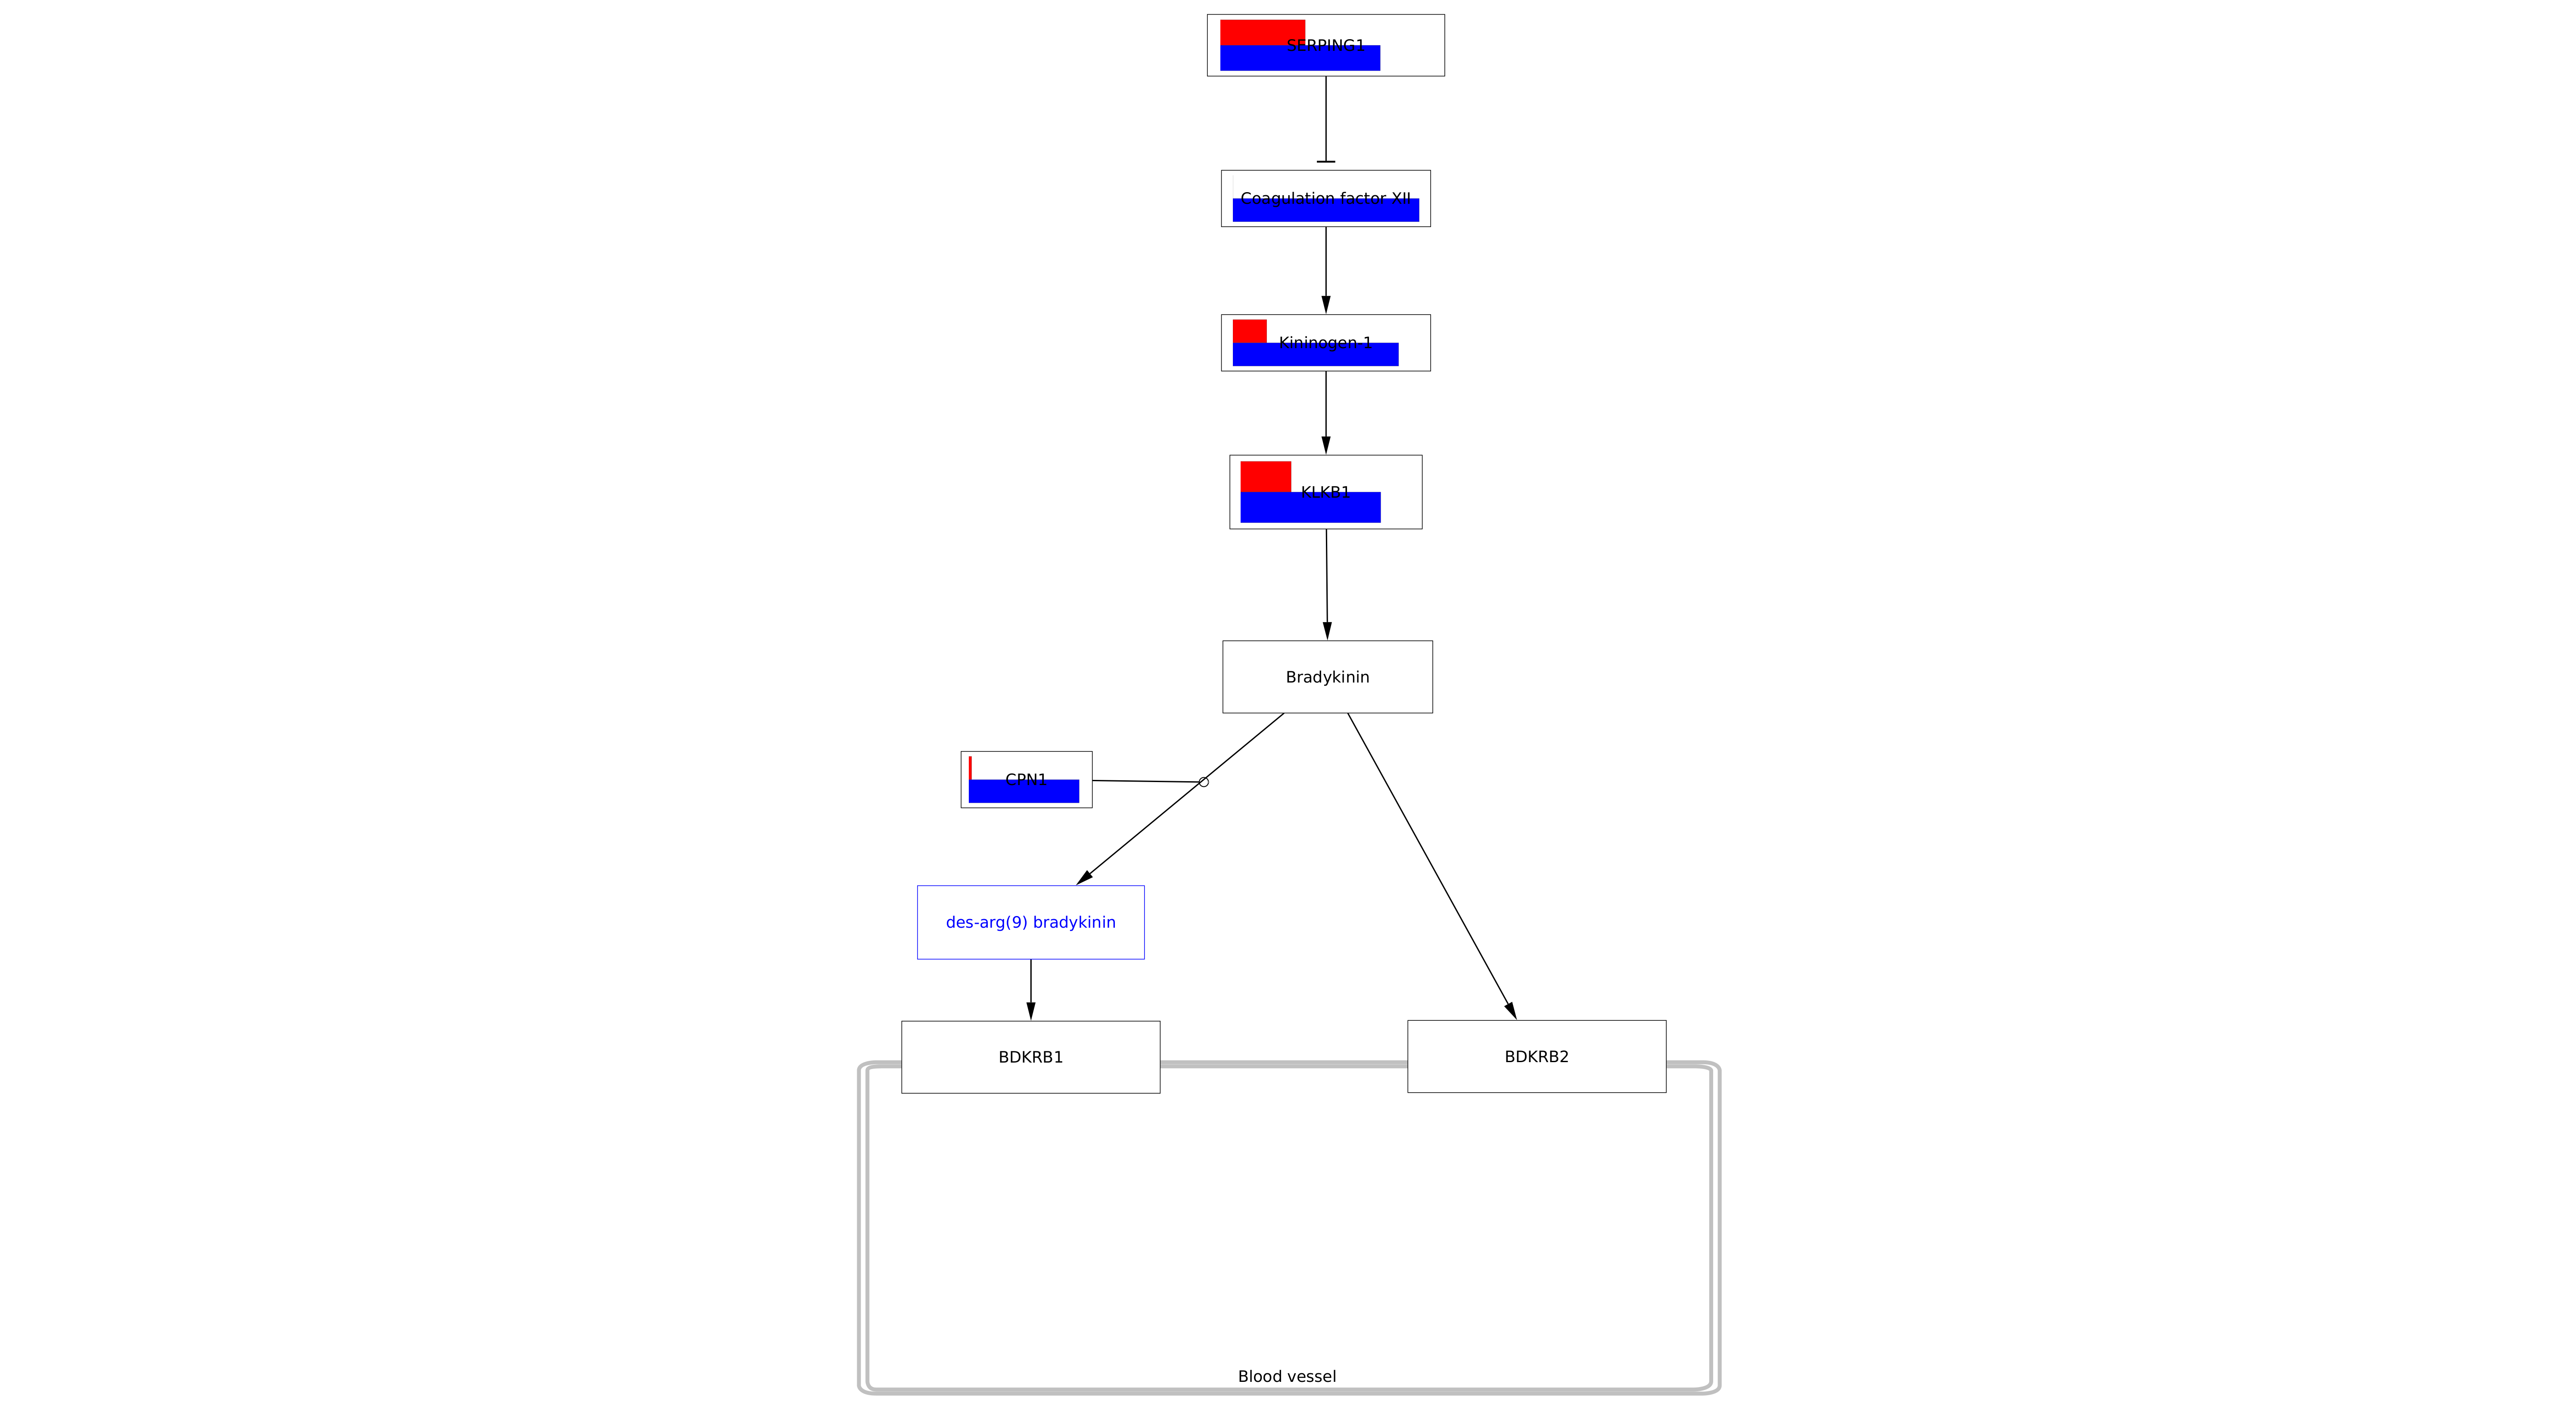 SERPING1
Coagulation factor XII
Kininogen-1
KLKB1
Bradykinin
CPN1
des-arg(9) bradykinin
BDKRB1
BDKRB2
Blood vessel